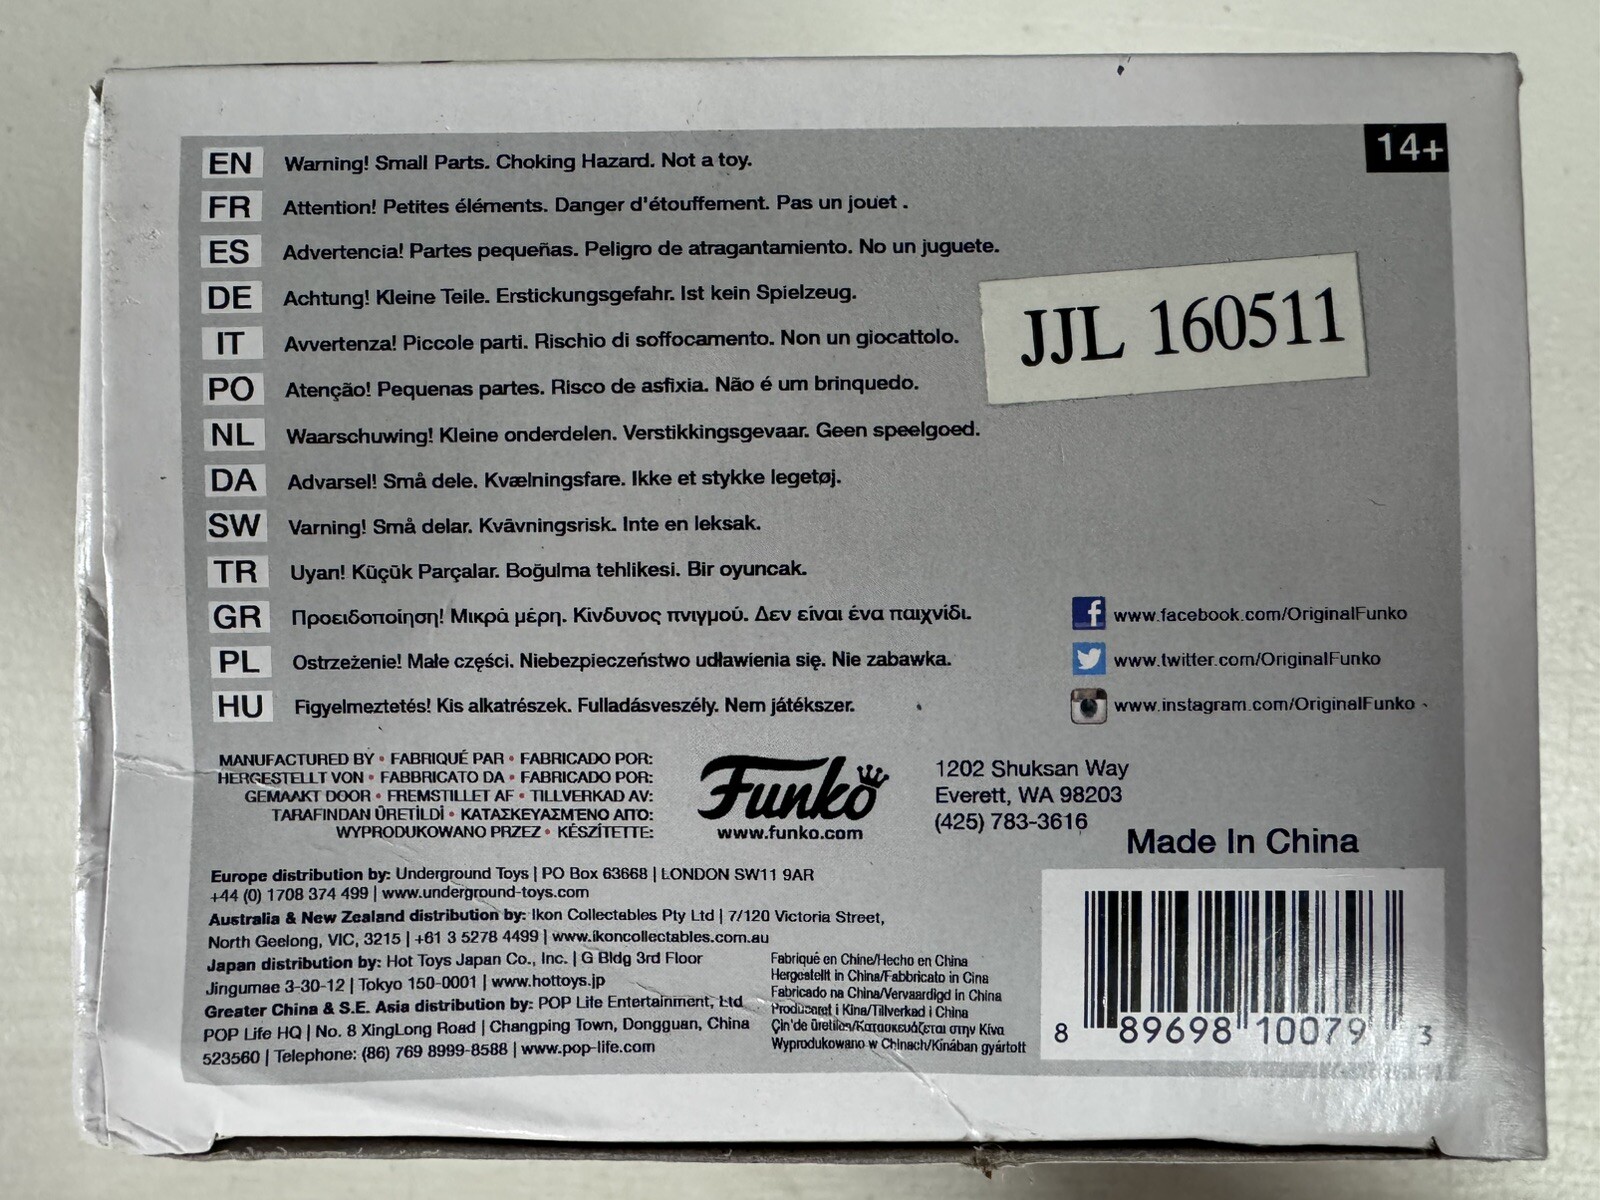 14+
EN Warning! Small Parts. Choking Hazard. Not a toy.
FR Attention! Petites éléments. Danger d'étouffement. Pas un jouet .
ES Advertencia! Partes pequeñas. Peligro de atragantamiento. No un juguete.
DE Achtung! Kleine Teile. Erstickungsgefahr. Ist kein Spielzeug.
IT Avvertenza! Piccole parti. Rischio di soffocamento. Non un giocattolo.
JJL 160511
PO Atenção! Pequenas partes. Risco de asfixia. Não é um brinquedo.
NL Waarschuwing! Kleine onderdelen. Verstikkingsgevaar. Geen speelgoed.
DA Advarsel! Små dele. Kvælningsfare. Ikke et stykke legetøj.
SW Varning! Små delar. Kvävningsrisk. Inte en leksak.
TR Uyan! Küçük Parçalar. Boğulma tehlikesi. Bir oyuncak.
GR Προειδοποίηση! Μικρά μέρη. Κίνδυνος πνιγμού. Δεν είναι ένα παιχνίδι.
PL Ostrzeżenie! Małe części. Niebezpieczeństwo udławienia się. Nie zabawka.
HU Figyelmeztetés! Kis alkatrészek. Fulladásveszély. Nem játékszer.
www.facebook.com/OriginalFunko
www.twitter.com/OriginalFunko
www.instagram.com/OriginalFunko
MANUFACTURED BY • FABRIQUÉ PAR • FABRICADO POR:
HERGESTELLT VON • FABBRICATO DA • FABRICADO POR:
GEMAAKT DOOR • FREMSTILLET AF • TILLVERKAD AV:
TARAFINDAN ÜRETİLDİ • ΚΑΤΑΣΚΕΥΑΣΜΈΝΟ ΑΠΌ:
WYPRODUKOWANO PRZEZ • KÉSZÍTETTE:
Funko
www.funko.com
1202 Shuksan Way
Everett, WA 98203
(425) 783-3616
Made In China
Europe distribution by: Underground Toys | PO Box 63668 | LONDON SW11 9AR
+44 (0) 1708 374 499 | www.underground-toys.com
Australia & New Zealand distribution by: Ikon Collectables Pty Ltd | 7/120 Victoria Street,
North Geelong, VIC, 3215 | +61 3 5278 4499 | www.ikoncollectables.com.au
Japan distribution by: Hot Toys Japan Co., Inc. | G Bldg 3rd Floor
Jingumae 3-30-12 | Tokyo 150-0001 | www.hottoys.jp
Greater China & S.E. Asia distribution by: POP Life Entertainment, Ltd
POP Life HQ | No. 8 XingLong Road | Changping Town, Dongguan, China
523560 | Telephone: (86) 769 8999-8588 | www.pop-life.com
Fabriqué en Chine/Hecho en China
Hergestellt in China/Fabbricato in Cina
Fabricado na China/Vervaardigd in China
Produceret i Kina/Tillverkad i China
Çin'de üretilen/Κατασκευάζεται στην Κίνα
Wyprodukowano w Chinach/Kínában gyártott
8 89698 10079 3